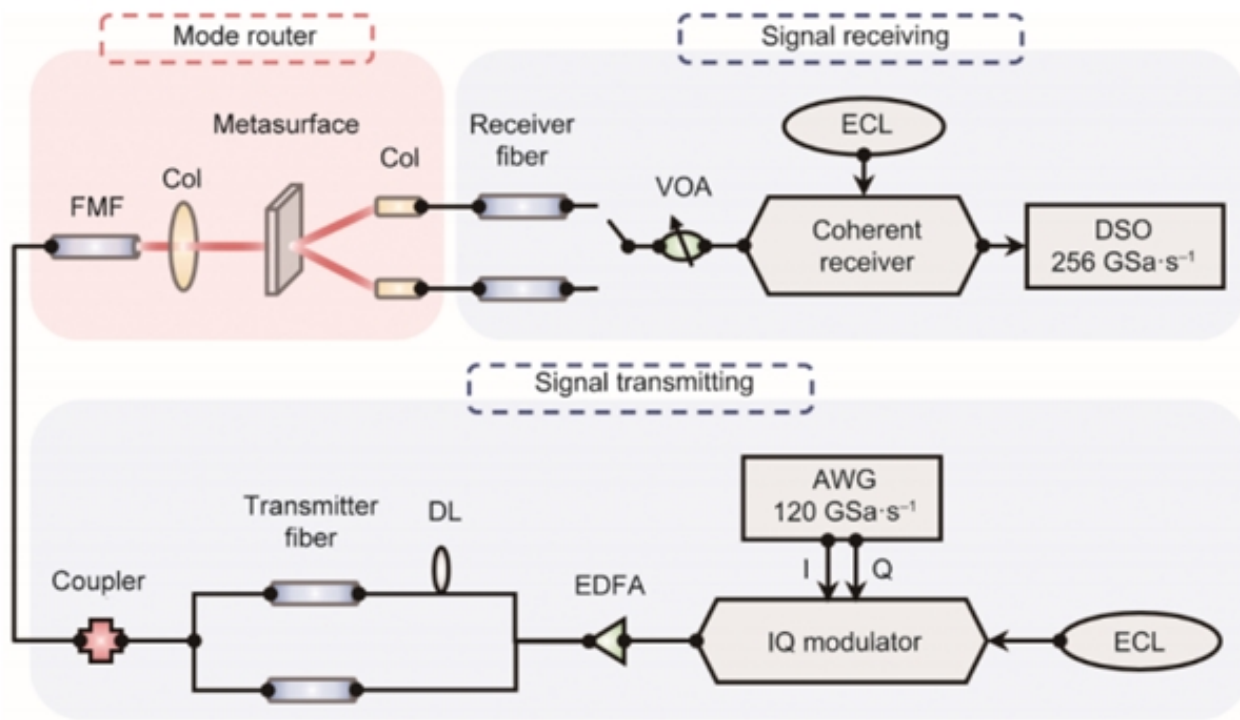 Mode router
Signal receiving
Metasurface
Receiver
fiber
ECL
Col
Col
VOA
FMF
Coherent
receiver
DSO
256 GSa·s⁻¹
Signal transmitting
AWG
120 GSa·s⁻¹
Transmitter
fiber
DL
I
Q
Coupler
EDFA
IQ modulator
ECL